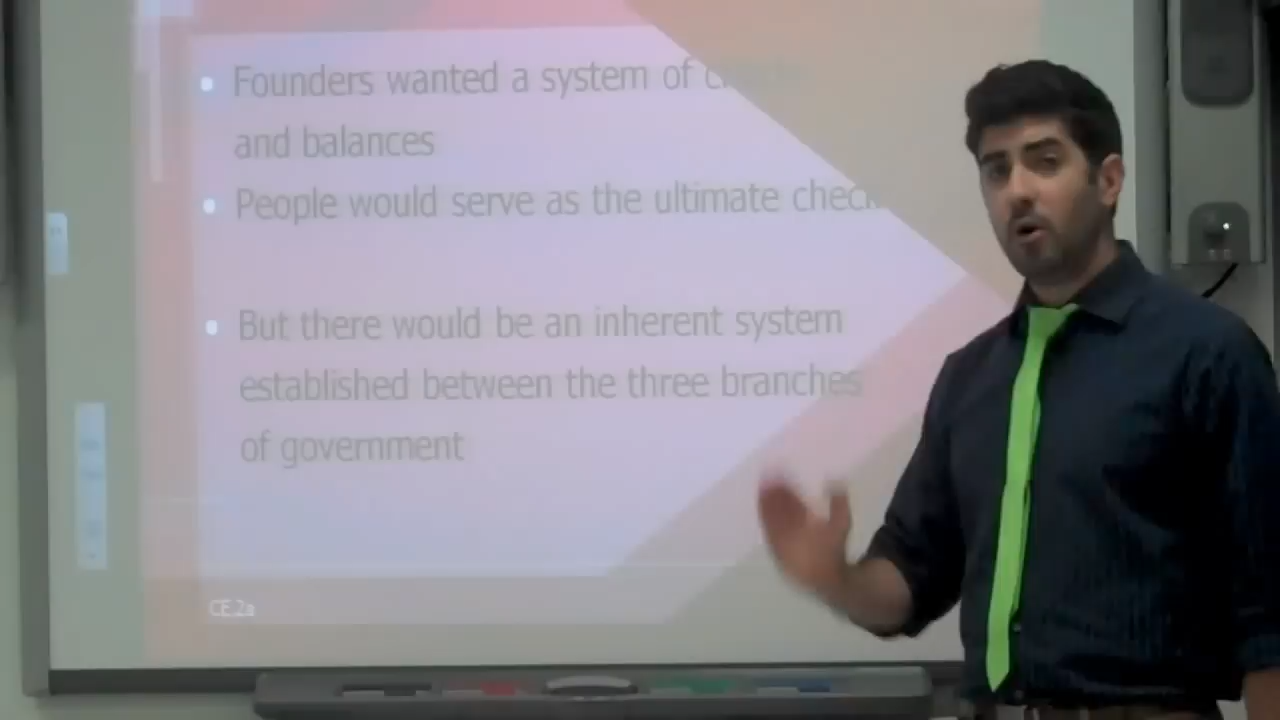 Founders wanted a system of
and balances
People would serve as the ultimate check
But there would be an inherent system
established between the three branches
of government
CE.2a